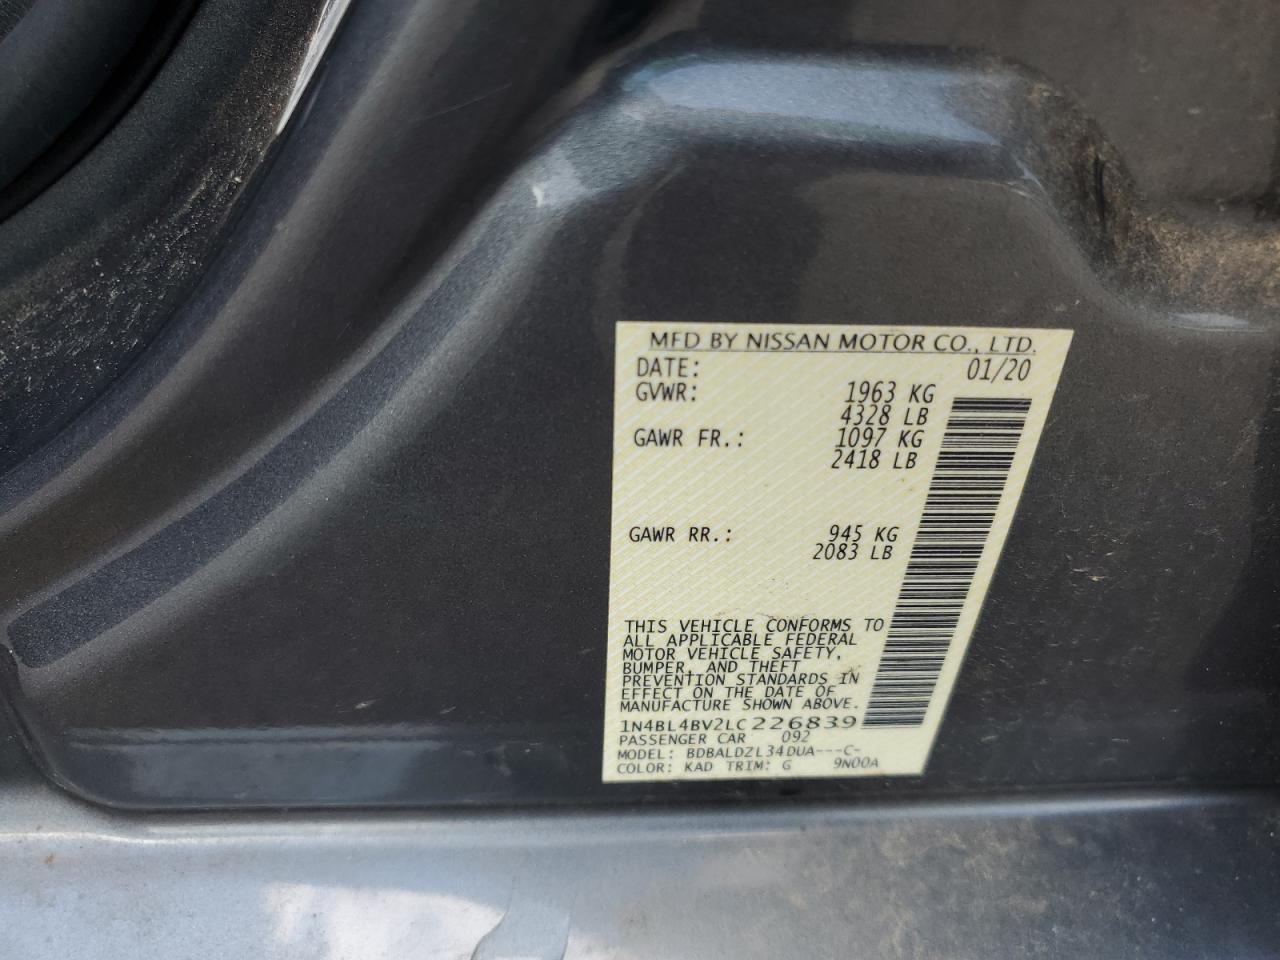 MFD BY NISSAN MOTOR CO., LTD.
DATE: 01/20
GVWR: 1963 KG
4328 LB
GAWR FR.: 1097 KG
2418 LB
GAWR RR.: 945 KG
2083 LB
THIS VEHICLE CONFORMS TO
ALL APPLICABLE FEDERAL
MOTOR VEHICLE SAFETY,
BUMPER, AND THEFT
PREVENTION STANDARDS IN
EFFECT ON THE DATE OF
MANUFACTURE SHOWN ABOVE.
1N4BL4BV2LC226839
PASSENGER CAR 092
MODEL: BDBALDZL34DUA---C-
COLOR: KAD TRIM: G 9N00A